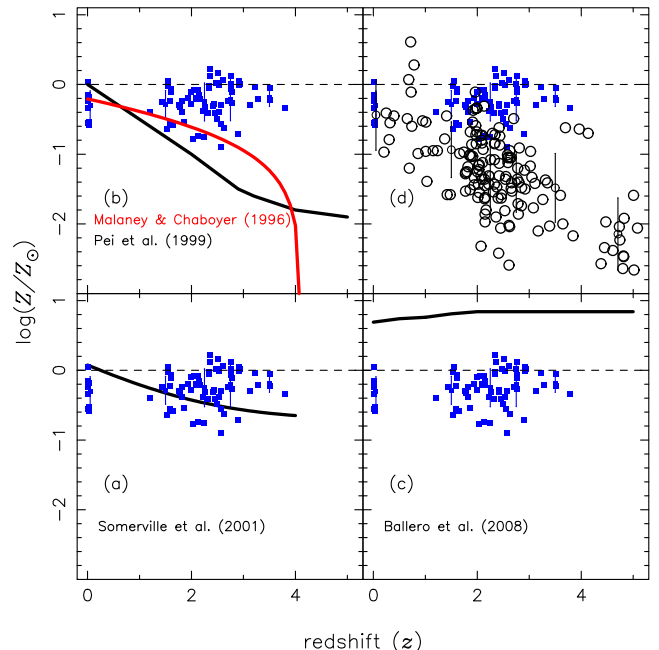 1
0
−1
−2
(b)
Malaney & Chaboyer (1996)
Pei et al. (1999)
(d)
log(Z/Z⊙)
1
0
−1
−2
(a)
Somerville et al. (2001)
(c)
Ballero et al. (2008)
0 2 4
0 2 4
redshift (z)